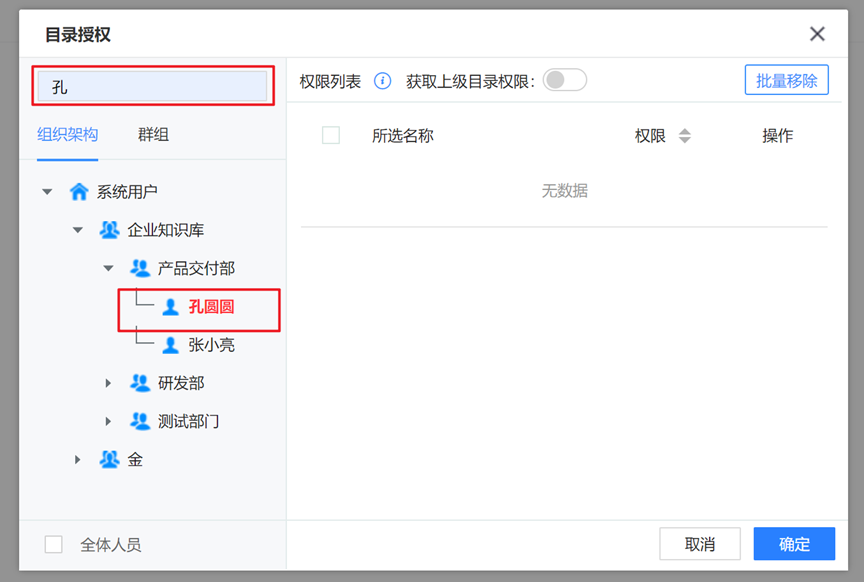 目录授权
孔
组织架构 群组
系统用户
企业知识库
产品交付部
孔圆圆
张小亮
研发部
测试部门
金
全体人员
权限列表 获取上级目录权限: 批量移除
所选名称 权限 操作
无数据
取消 确定